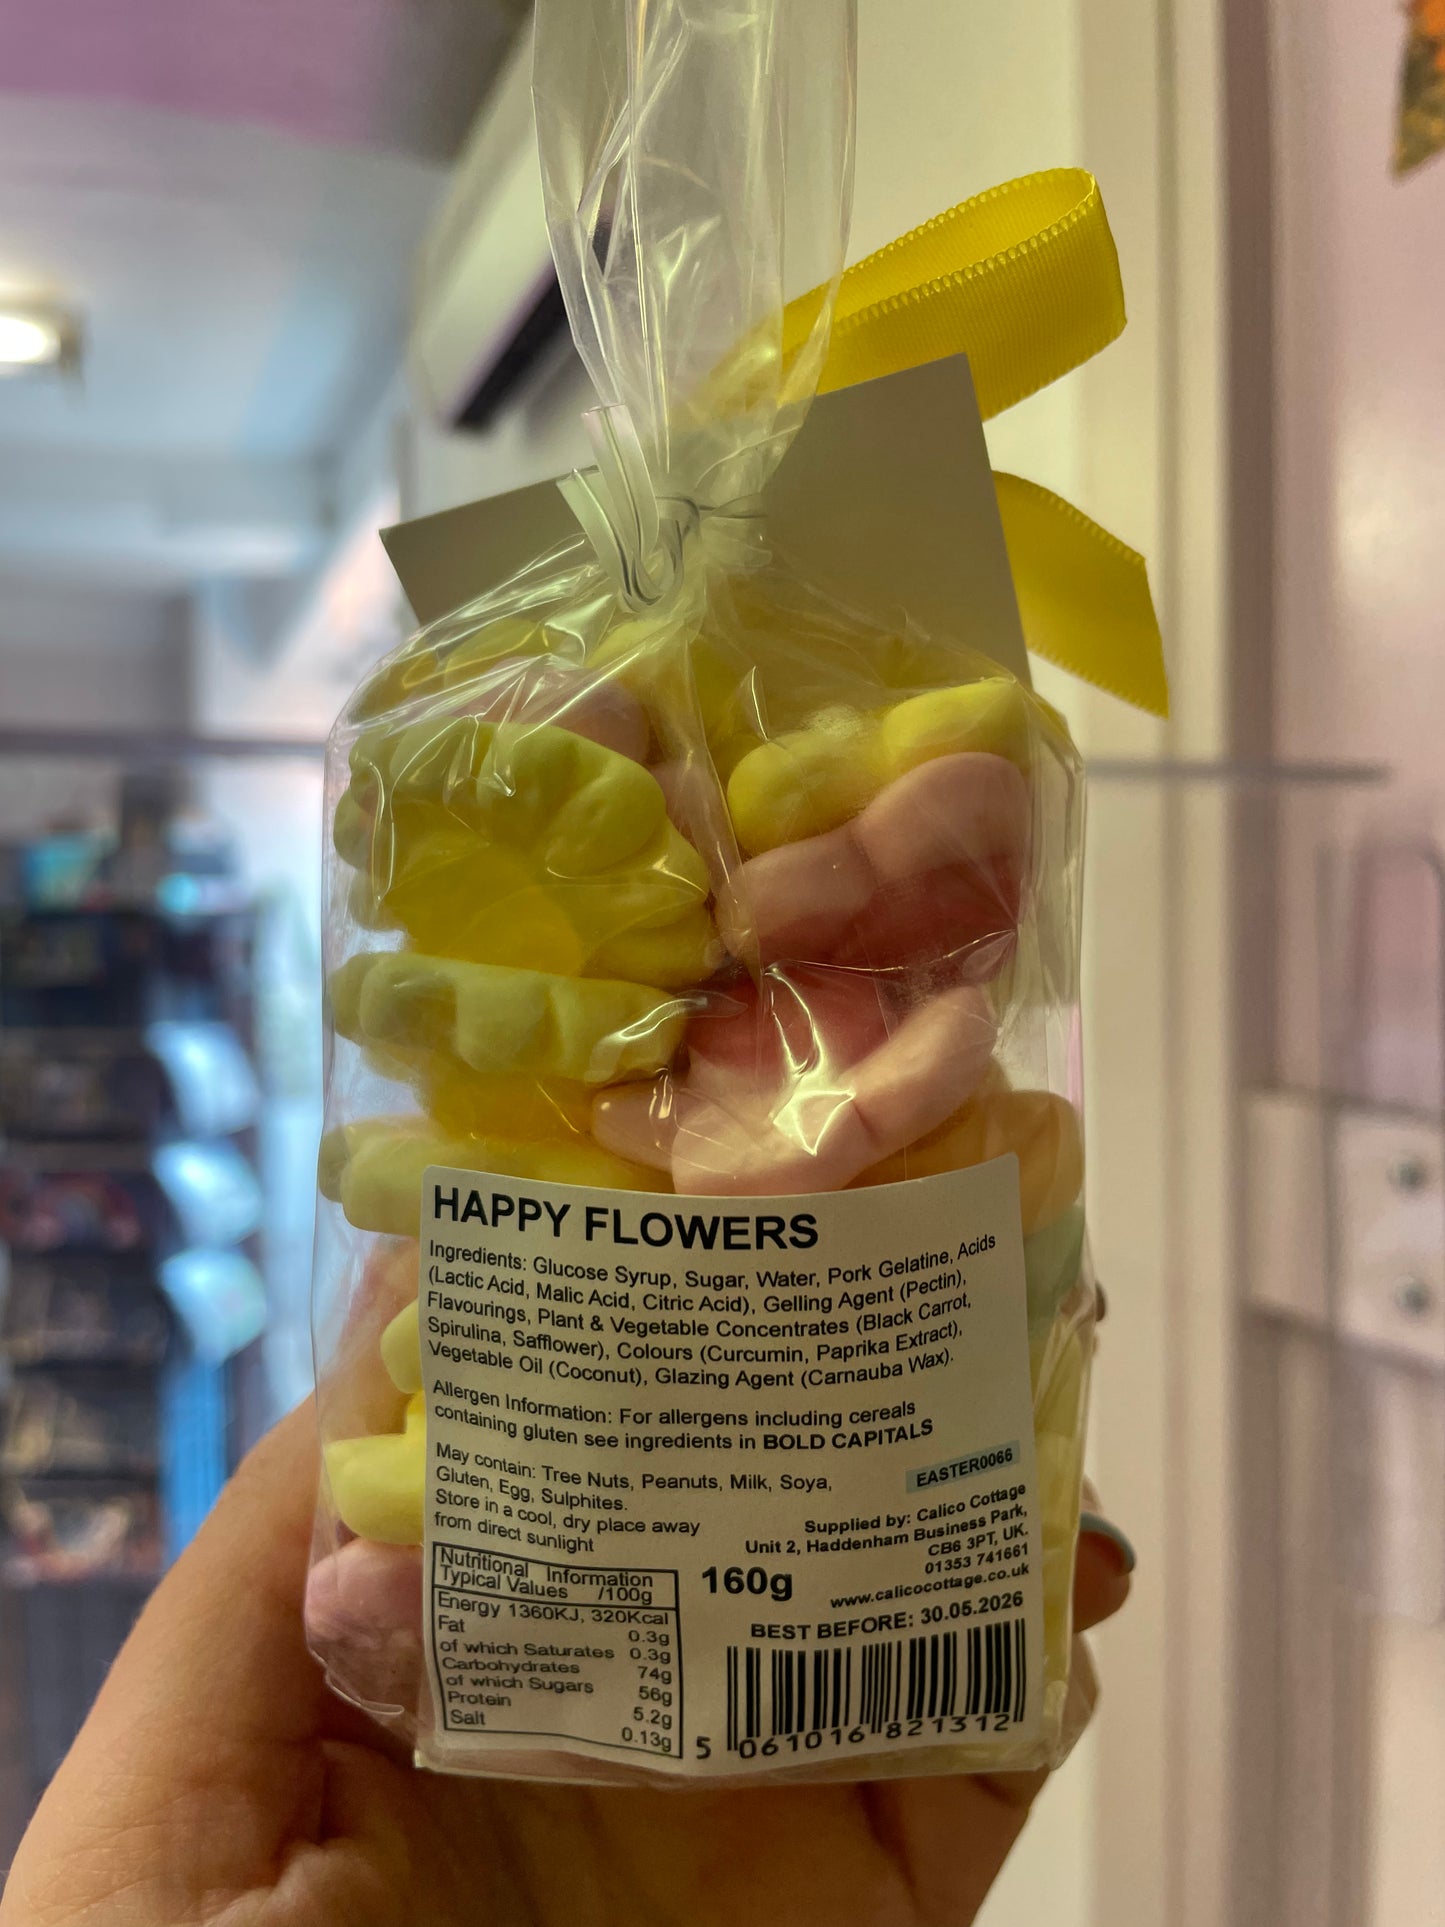 HAPPY FLOWERS
Ingredients: Glucose Syrup, Sugar, Water, Pork Gelatine, Acids
(Lactic Acid, Malic Acid, Citric Acid), Gelling Agent (Pectin),
Flavourings, Plant & Vegetable Concentrates (Black Carrot,
Spirulina, Safflower), Colours (Curcumin, Paprika Extract),
Vegetable Oil (Coconut), Glazing Agent (Carnauba Wax).
Allergen Information: For allergens including cereals
containing gluten see ingredients in BOLD CAPITALS
May contain: Tree Nuts, Peanuts, Milk, Soya,
Gluten, Egg, Sulphites.
Store in a cool, dry place away
from direct sunlight
EASTER0066
Supplied by: Calico Cottage
Unit 2, Haddenham Business Park,
CB6 3PT, UK.
01353 741661
www.calicocottage.co.uk
Nutritional Information
Typical Values /100g
Energy 1360KJ, 320Kcal
Fat 0.3g
of which Saturates 0.3g
Carbohydrates 74g
of which Sugars 56g
Protein 5.2g
Salt 0.13g
160g
BEST BEFORE: 30.05.2026
5 061016 821312